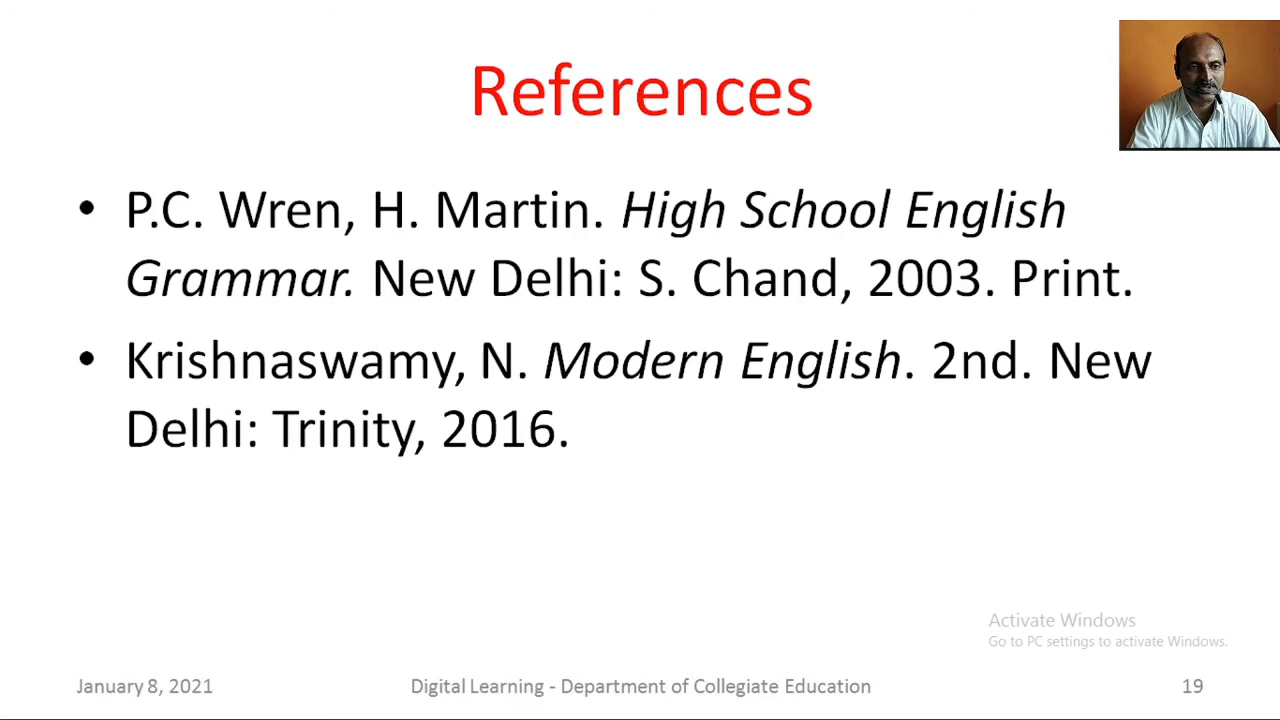 References
• P.C. Wren, H. Martin. High School English
Grammar. New Delhi: S. Chand, 2003. Print.
• Krishnaswamy, N. Modern English. 2nd. New
Delhi: Trinity, 2016.
Activate Windows
Go to PC settings to activate Windows.
January 8, 2021
Digital Learning - Department of Collegiate Education
19